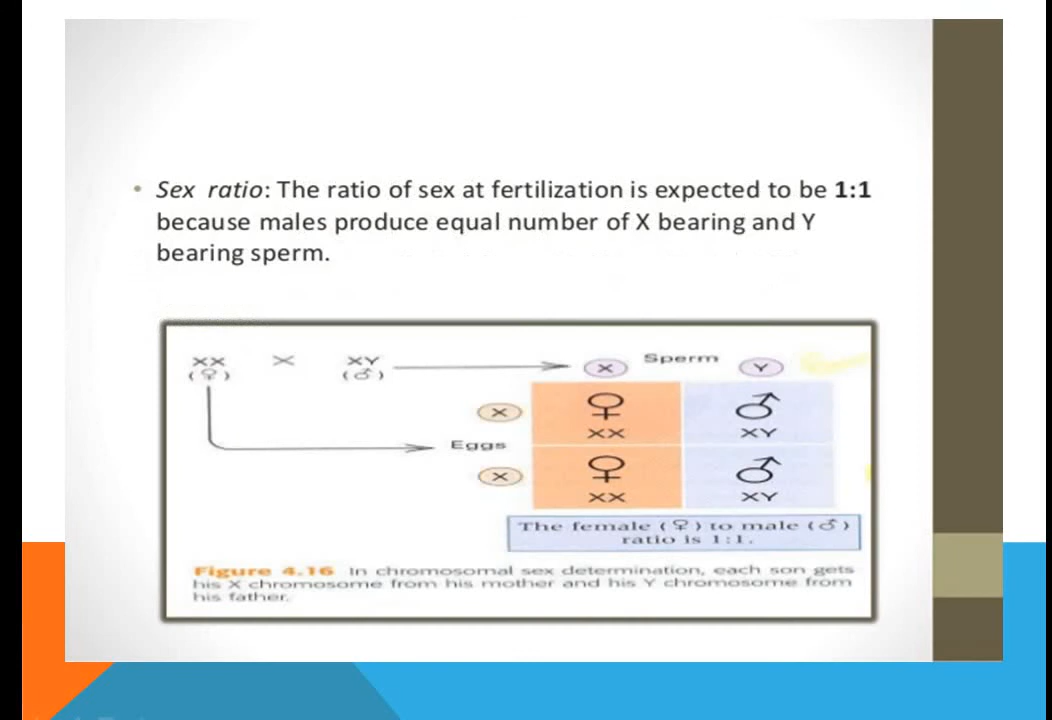 • Sex ratio: The ratio of sex at fertilization is expected to be 1:1
because males produce equal number of X bearing and Y
bearing sperm.
XX × XY Sperm
(♀) (♂) X Y
X ♀ ♂
XX XY
Eggs
X ♀ ♂
XX XY
The female (♀) to male (♂)
ratio is 1:1.
Figure 4.16 In chromosomal sex determination, each son gets
his X chromosome from his mother and his Y chromosome from
his father.